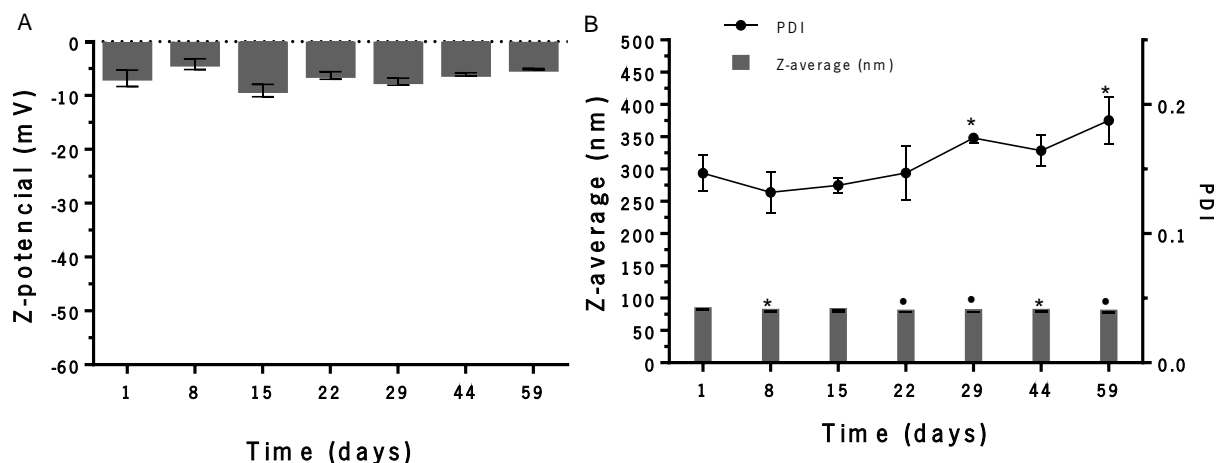 A
Z-potencial (mV)
0
-10
-20
-30
-40
-50
-60
1 8 15 22 29 44 59
Time (days)
B
PDI
Z-average (nm)
Z-average (nm)
500
450
400
350
300
250
200
150
100
50
0
* *
* • • * •
0.2
0.1
0.0
PDI
1 8 15 22 29 44 59
Time (days)